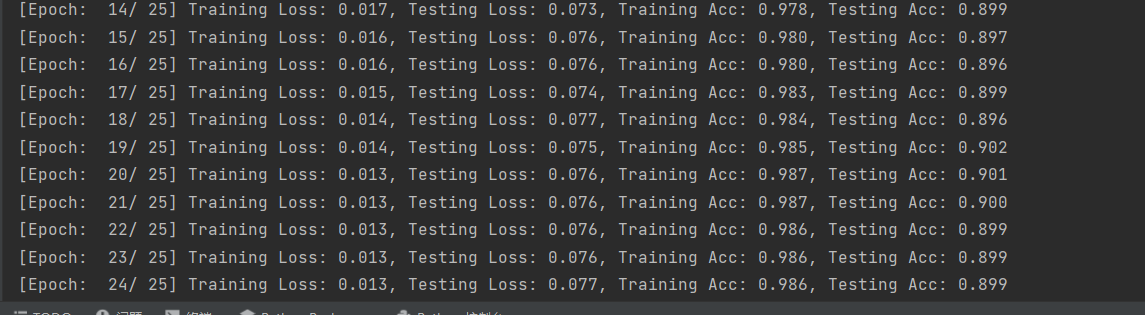 [Epoch:  14/ 25] Training Loss: 0.017, Testing Loss: 0.073, Training Acc: 0.978, Testing Acc: 0.899
[Epoch:  15/ 25] Training Loss: 0.016, Testing Loss: 0.076, Training Acc: 0.980, Testing Acc: 0.897
[Epoch:  16/ 25] Training Loss: 0.016, Testing Loss: 0.076, Training Acc: 0.980, Testing Acc: 0.896
[Epoch:  17/ 25] Training Loss: 0.015, Testing Loss: 0.074, Training Acc: 0.983, Testing Acc: 0.899
[Epoch:  18/ 25] Training Loss: 0.014, Testing Loss: 0.077, Training Acc: 0.984, Testing Acc: 0.896
[Epoch:  19/ 25] Training Loss: 0.014, Testing Loss: 0.075, Training Acc: 0.985, Testing Acc: 0.902
[Epoch:  20/ 25] Training Loss: 0.013, Testing Loss: 0.076, Training Acc: 0.987, Testing Acc: 0.901
[Epoch:  21/ 25] Training Loss: 0.013, Testing Loss: 0.076, Training Acc: 0.987, Testing Acc: 0.900
[Epoch:  22/ 25] Training Loss: 0.013, Testing Loss: 0.076, Training Acc: 0.986, Testing Acc: 0.899
[Epoch:  23/ 25] Training Loss: 0.013, Testing Loss: 0.076, Training Acc: 0.986, Testing Acc: 0.899
[Epoch:  24/ 25] Training Loss: 0.013, Testing Loss: 0.077, Training Acc: 0.986, Testing Acc: 0.899
TODO 问题 终端 Python Python